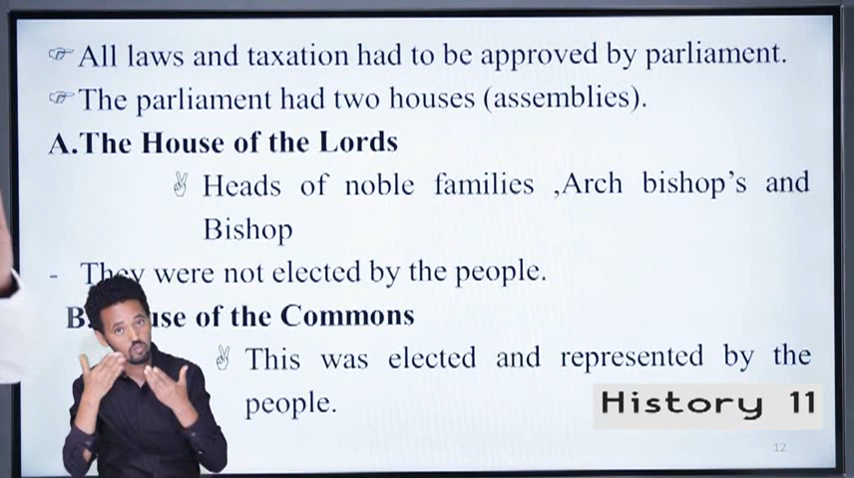 ☞ All laws and taxation had to be approved by parliament.
☞ The parliament had two houses (assemblies).
A.The House of the Lords
✌ Heads of noble families ,Arch bishop’s and
Bishop
- They were not elected by the people.
B. use of the Commons
✌ This was elected and represented by the
people.
History 11
12